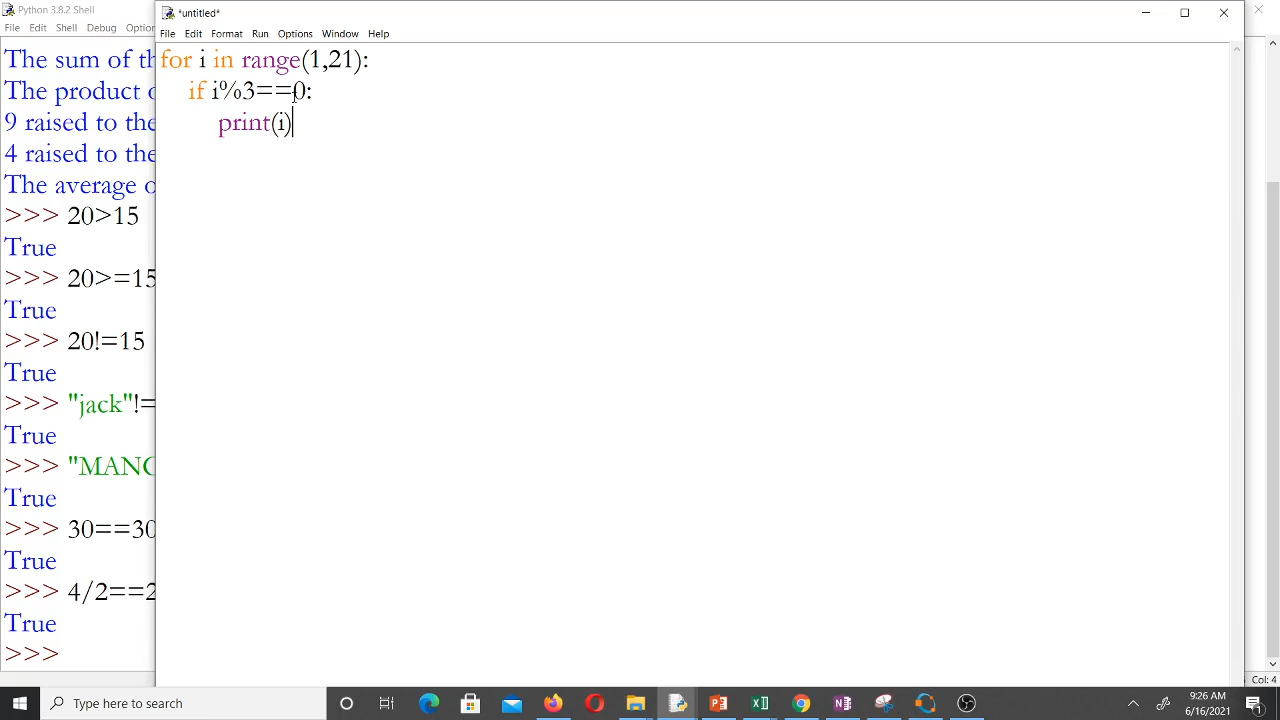 Python 3.8.2 Shell
File Edit Shell Debug Option
The sum of th
The product o
9 raised to the
4 raised to the
The average o
>>> 20>15
True
>>> 20>=15
True
>>> 20!=15
True
>>> "jack"!=
True
>>> "MANG
True
>>> 30==30
True
>>> 4/2==2
True
>>>
*untitled*
File Edit Format Run Options Window Help
for i in range(1,21):
if i%3==0:
print(i)
Col: 4
Type here to search
9:26 AM
6/16/2021
1